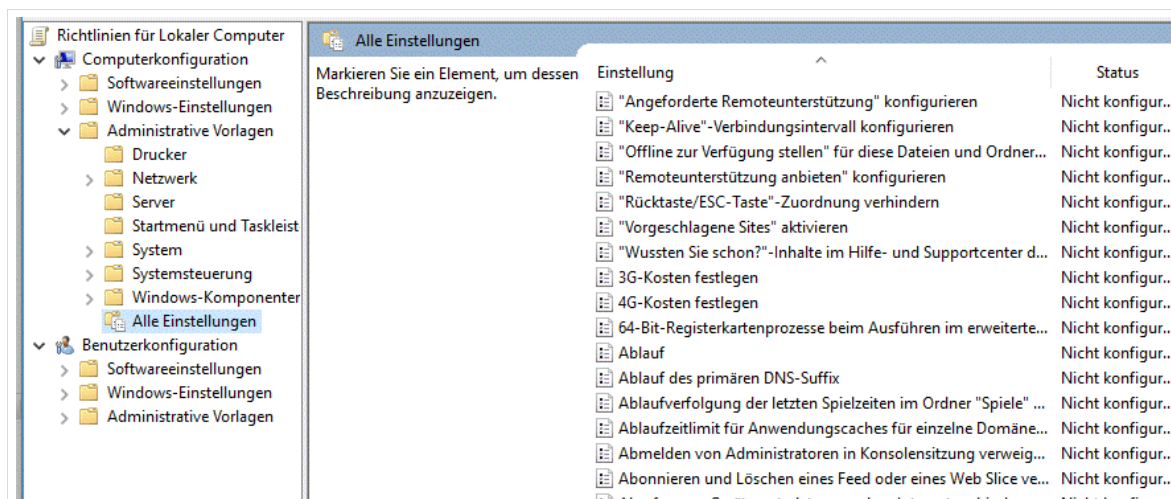 Richtlinien für Lokaler Computer
Computerkonfiguration
Softwareeinstellungen
Windows-Einstellungen
Administrative Vorlagen
Drucker
Netzwerk
Server
Startmenü und Taskleist
System
Systemsteuerung
Windows-Komponenter
Alle Einstellungen
Benutzerkonfiguration
Softwareeinstellungen
Windows-Einstellungen
Administrative Vorlagen
Alle Einstellungen
Markieren Sie ein Element, um dessen
Beschreibung anzuzeigen.
Einstellung Status
"Angeforderte Remoteunterstützung" konfigurieren Nicht konfigur...
"Keep-Alive"-Verbindungsintervall konfigurieren Nicht konfigur...
"Offline zur Verfügung stellen" für diese Dateien und Ordner... Nicht konfigur...
"Remoteunterstützung anbieten" konfigurieren Nicht konfigur...
"Rücktaste/ESC-Taste"-Zuordnung verhindern Nicht konfigur...
"Vorgeschlagene Sites" aktivieren Nicht konfigur...
"Wussten Sie schon?"-Inhalte im Hilfe- und Supportcenter d... Nicht konfigur...
3G-Kosten festlegen Nicht konfigur...
4G-Kosten festlegen Nicht konfigur...
64-Bit-Registerkartenprozesse beim Ausführen im erweiterte... Nicht konfigur...
Ablauf Nicht konfigur...
Ablauf des primären DNS-Suffix Nicht konfigur...
Ablaufverfolgung der letzten Spielzeiten im Ordner "Spiele" ... Nicht konfigur...
Ablaufzeitlimit für Anwendungscaches für einzelne Domäne... Nicht konfigur...
Abmelden von Administratoren in Konsolensitzung verweig... Nicht konfigur...
Abonnieren und Löschen eines Feed oder eines Web Slice ve... Nicht konfigur...